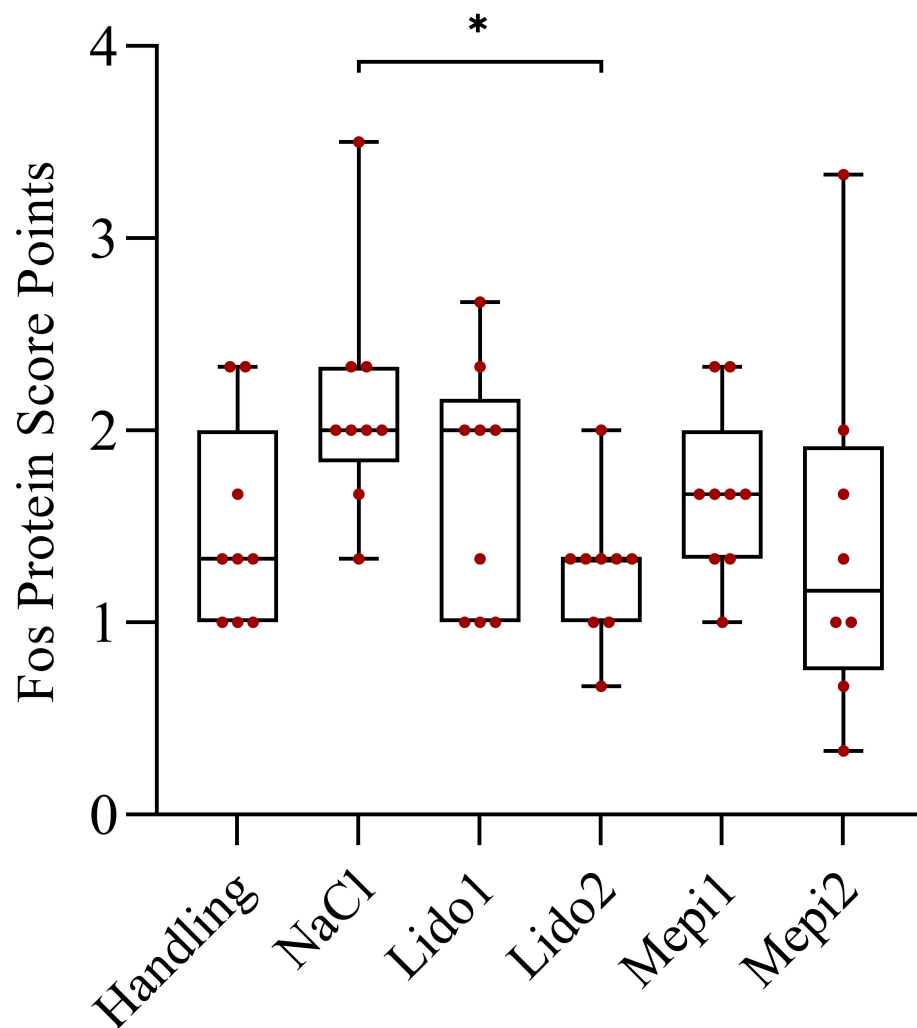 *
4
3
2
1
0
Fos Protein Score Points
Handling
NaCl
Lido1
Lido2
Mepi1
Mepi2